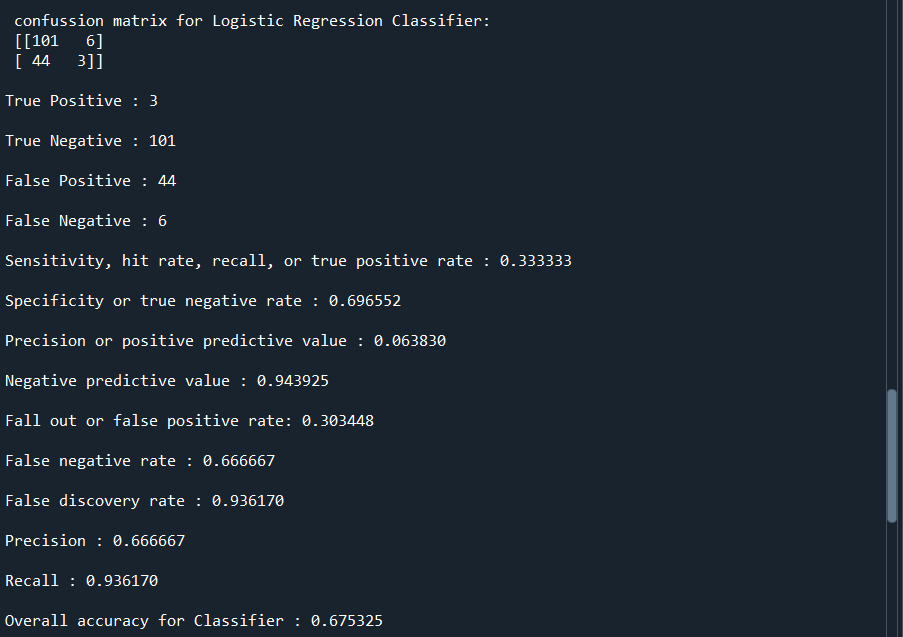 confussion matrix for Logistic Regression Classifier:
[[101   6]
[ 44   3]]
True Positive : 3
True Negative : 101
False Positive : 44
False Negative : 6
Sensitivity, hit rate, recall, or true positive rate : 0.333333
Specificity or true negative rate : 0.696552
Precision or positive predictive value : 0.063830
Negative predictive value : 0.943925
Fall out or false positive rate: 0.303448
False negative rate : 0.666667
False discovery rate : 0.936170
Precision : 0.666667
Recall : 0.936170
Overall accuracy for Classifier : 0.675325